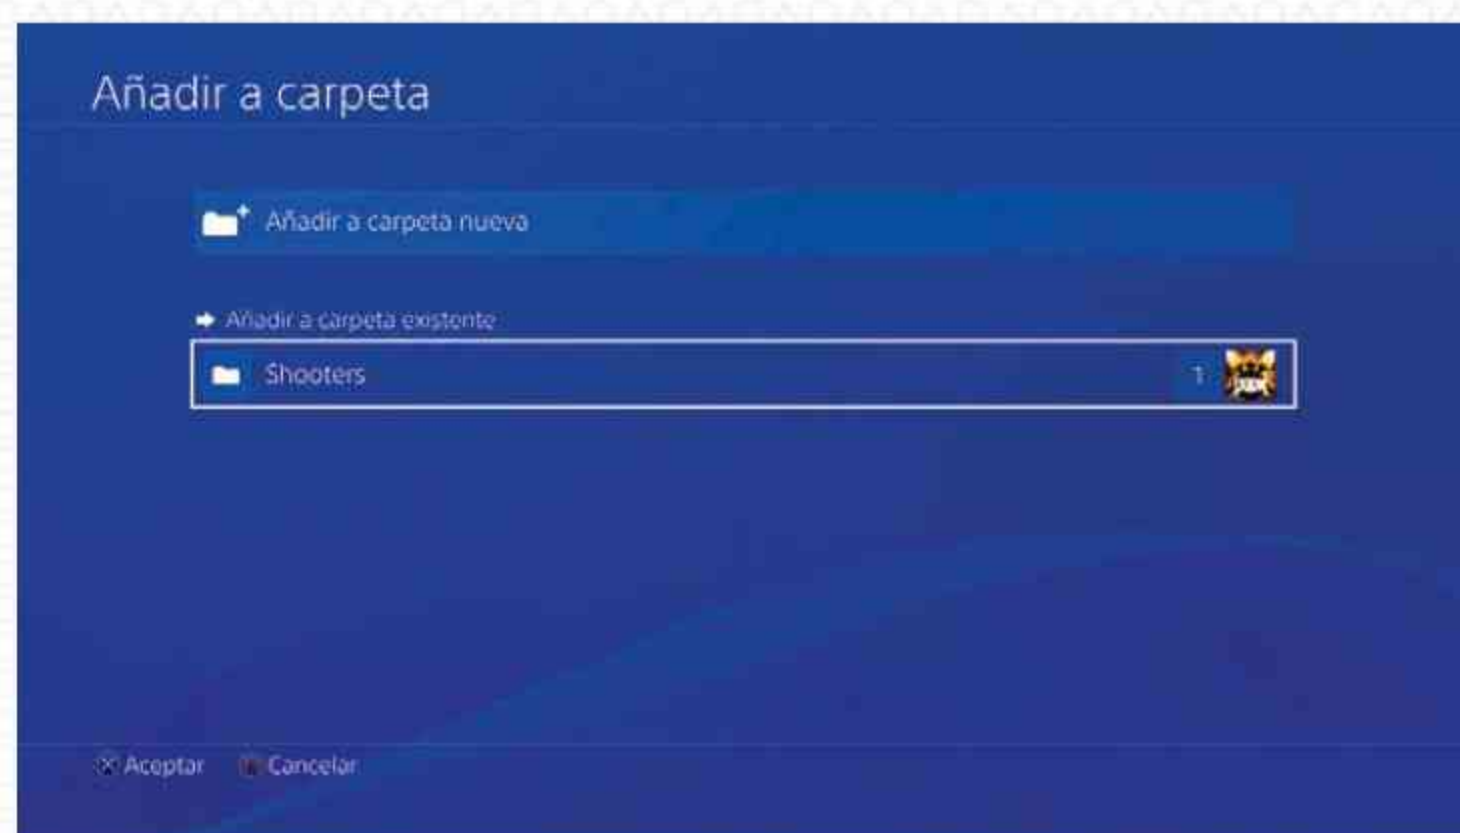 Añadir a carpeta
Añadir a carpeta nueva
Añadir a carpeta existente
Shooters 1
Aceptar Cancelar